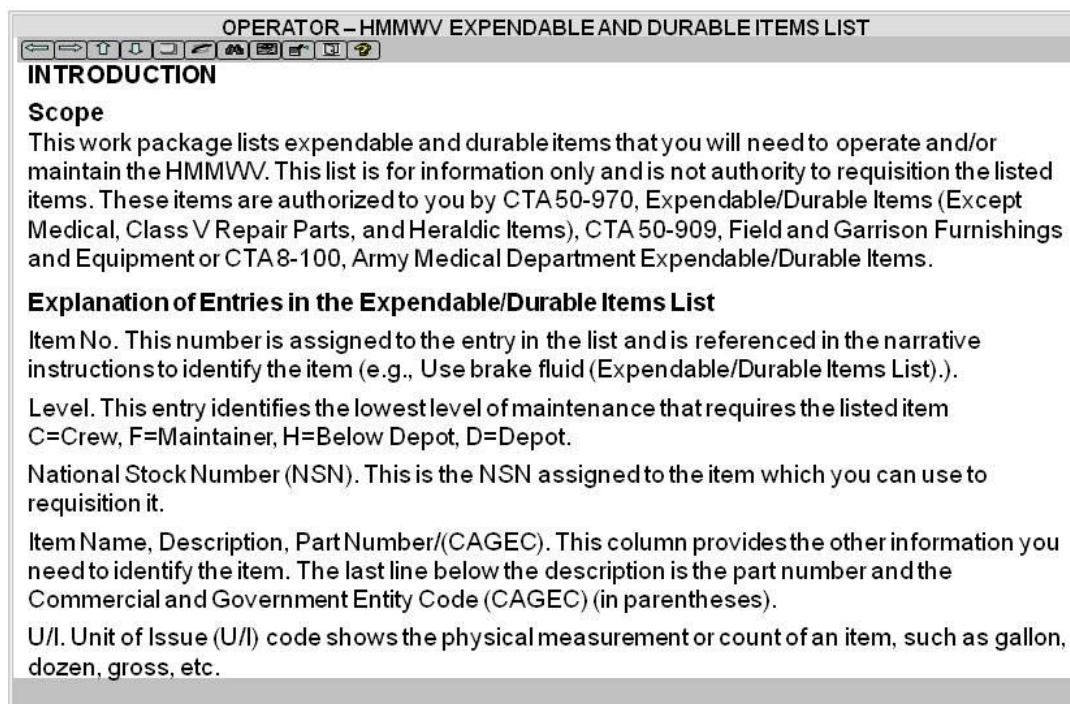 OPERATOR – HMMWV EXPENDABLE AND DURABLE ITEMS LIST
INTRODUCTION
Scope
This work package lists expendable and durable items that you will need to operate and/or
maintain the HMMWV. This list is for information only and is not authority to requisition the listed
items. These items are authorized to you by CTA 50-970, Expendable/Durable Items (Except
Medical, Class V Repair Parts, and Heraldic Items), CTA 50-909, Field and Garrison Furnishings
and Equipment or CTA 8-100, Army Medical Department Expendable/Durable Items.
Explanation of Entries in the Expendable/Durable Items List
Item No. This number is assigned to the entry in the list and is referenced in the narrative
instructions to identify the item (e.g., Use brake fluid (Expendable/Durable Items List).).
Level. This entry identifies the lowest level of maintenance that requires the listed item
C=Crew, F=Maintainer, H=Below Depot, D=Depot.
National Stock Number (NSN). This is the NSN assigned to the item which you can use to
requisition it.
Item Name, Description, Part Number/(CAGEC). This column provides the other information you
need to identify the item. The last line below the description is the part number and the
Commercial and Government Entity Code (CAGEC) (in parentheses).
U/I. Unit of Issue (U/I) code shows the physical measurement or count of an item, such as gallon,
dozen, gross, etc.